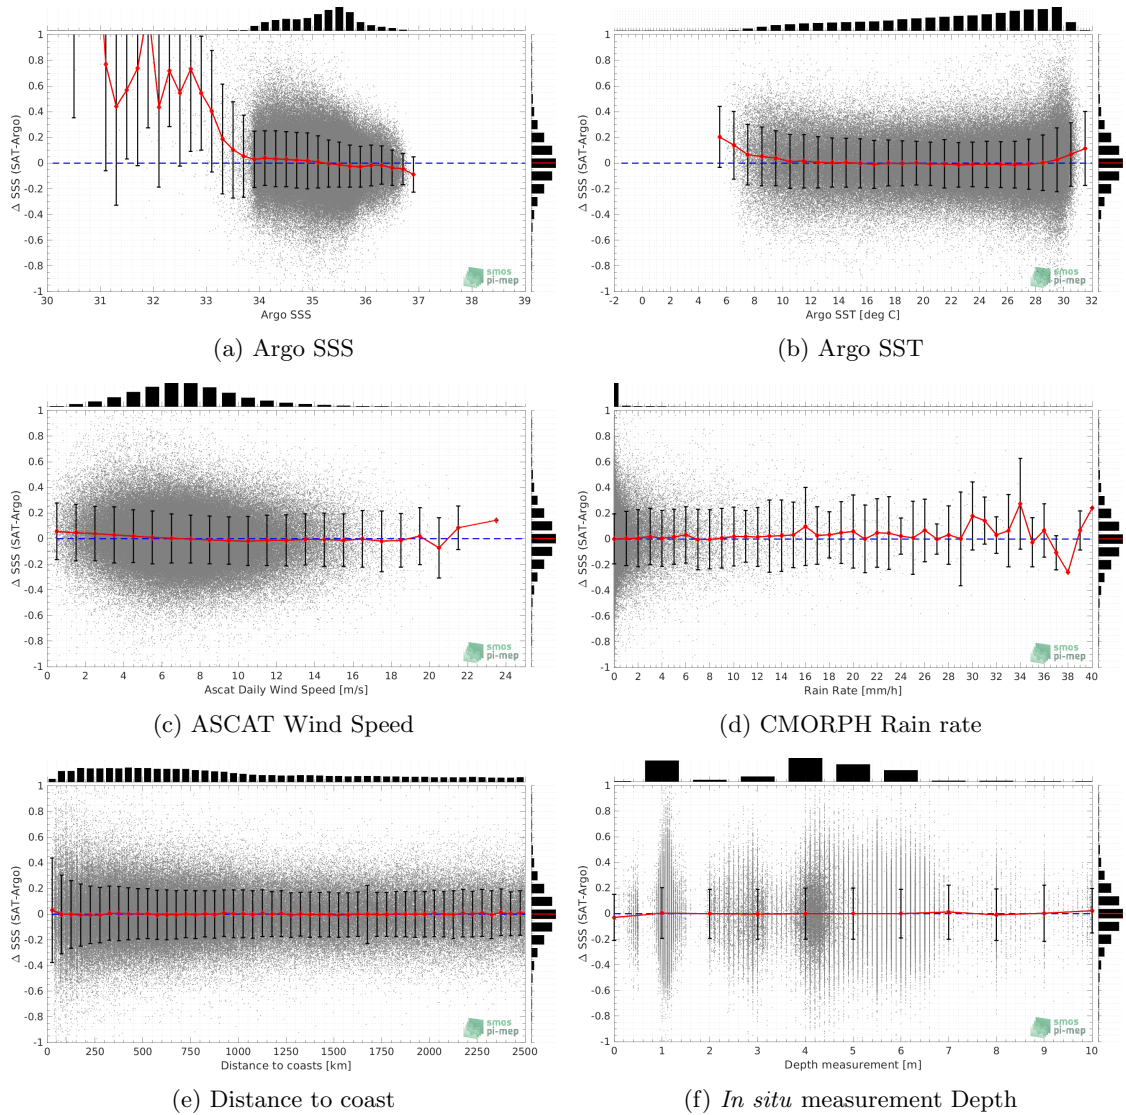 1
0.8
0.6
0.4
0.2
0
-0.2
-0.4
-0.6
-0.8
-1
Δ SSS (SAT-Argo)
30 31 32 33 34 35 36 37 38 39
Argo SSS
smos
pi-mep
(a) Argo SSS
1
0.8
0.6
0.4
0.2
0
-0.2
-0.4
-0.6
-0.8
-1
Δ SSS (SAT-Argo)
-2 0 2 4 6 8 10 12 14 16 18 20 22 24 26 28 30 32
Argo SST [deg C]
smos
pi-mep
(b) Argo SST
1
0.8
0.6
0.4
0.2
0
-0.2
-0.4
-0.6
-0.8
-1
Δ SSS (SAT-Argo)
0 2 4 6 8 10 12 14 16 18 20 22 24
Ascat Daily Wind Speed [m/s]
smos
pi-mep
(c) ASCAT Wind Speed
1
0.8
0.6
0.4
0.2
0
-0.2
-0.4
-0.6
-0.8
-1
Δ SSS (SAT-Argo)
0 2 4 6 8 10 12 14 16 18 20 22 24 26 28 30 32 34 36 38 40
Rain Rate [mm/h]
smos
pi-mep
(d) CMORPH Rain rate
1
0.8
0.6
0.4
0.2
0
-0.2
-0.4
-0.6
-0.8
-1
Δ SSS (SAT-Argo)
0 250 500 750 1000 1250 1500 1750 2000 2250 2500
Distance to coasts [km]
smos
pi-mep
(e) Distance to coast
1
0.8
0.6
0.4
0.2
0
-0.2
-0.4
-0.6
-0.8
-1
Δ SSS (SAT-Argo)
0 1 2 3 4 5 6 7 8 9 10
Depth measurement [m]
smos
pi-mep
(f) In situ measurement Depth